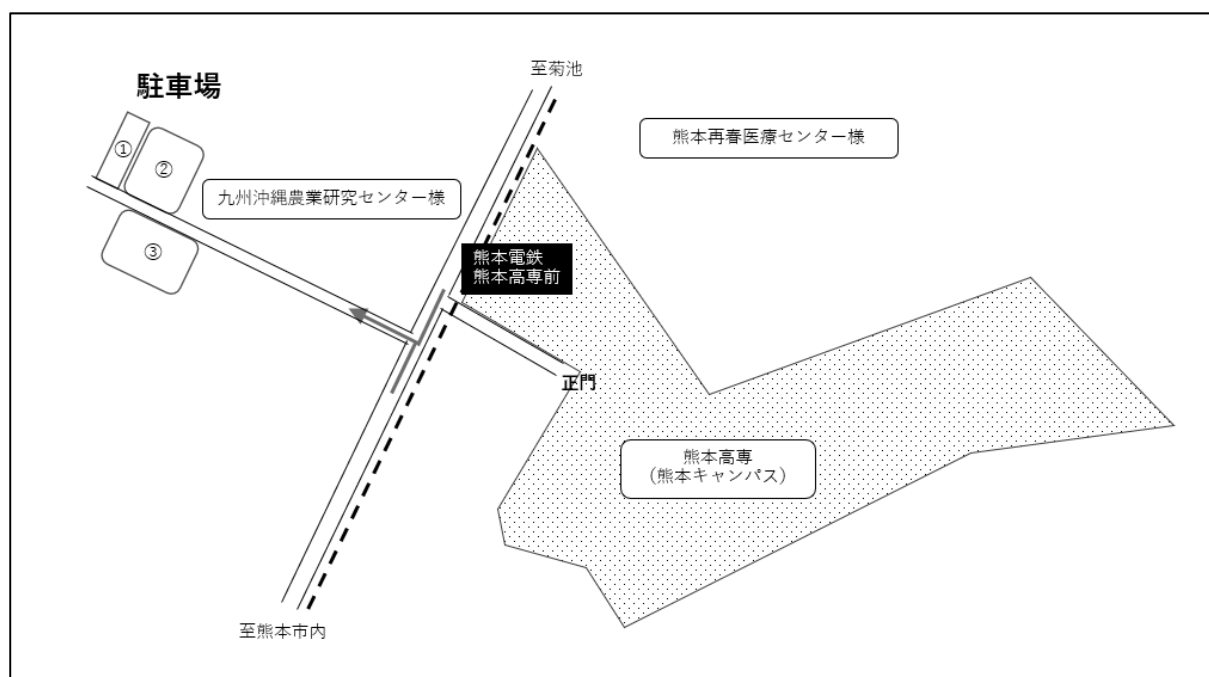 至菊池
駐車場
熊本再春医療センター様
①
②
九州沖縄農業研究センター様
③
熊本電鉄
熊本高専前
正門
熊本高専
（熊本キャンパス）
至熊本市内